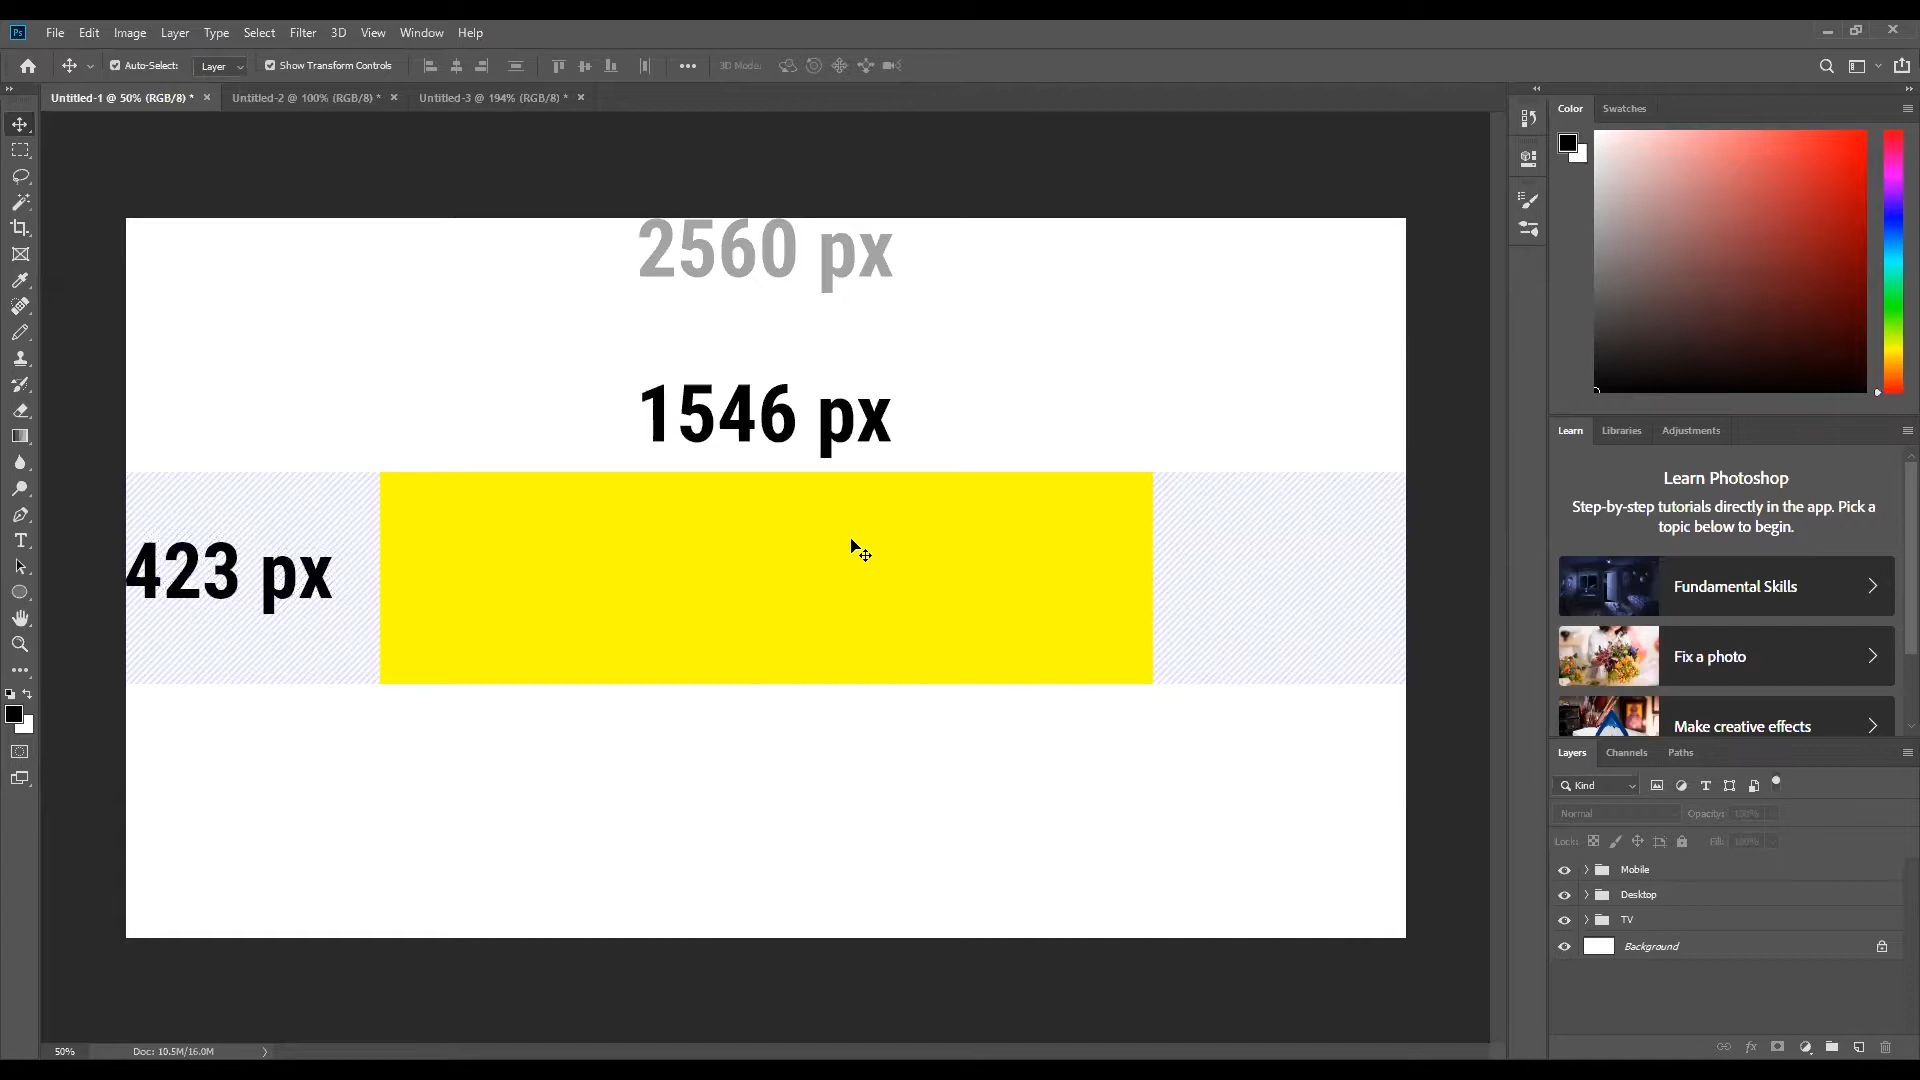 Ps File Edit Image Layer Type Select Filter 3D View Window Help
Auto-Select: Layer Show Transform Controls 3D Mode:
Untitled-1 @ 50% (RGB/8) * Untitled-2 @ 100% (RGB/8) * Untitled-3 @ 194% (RGB/8) *
2560 px
1546 px
423 px
50% Doc: 10.5M/16.0M
Color Swatches
Learn Libraries Adjustments
Learn Photoshop
Step-by-step tutorials directly in the app. Pick a
topic below to begin.
Fundamental Skills
Fix a photo
Make creative effects
Layers Channels Paths
Kind
Normal Opacity: 100%
Lock: Fill: 100%
Mobile
Desktop
TV
Background
fx